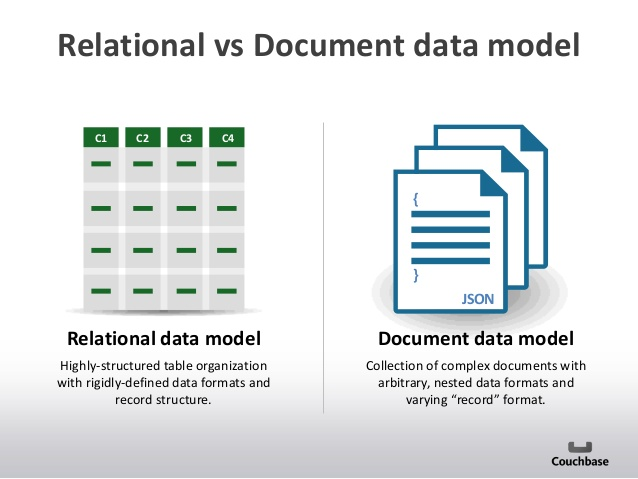 Relational vs Document data model
C1 C2 C3 C4
{
}
JSON
Relational data model
Highly-structured table organization
with rigidly-defined data formats and
record structure.
Document data model
Collection of complex documents with
arbitrary, nested data formats and
varying “record” format.
Couchbase